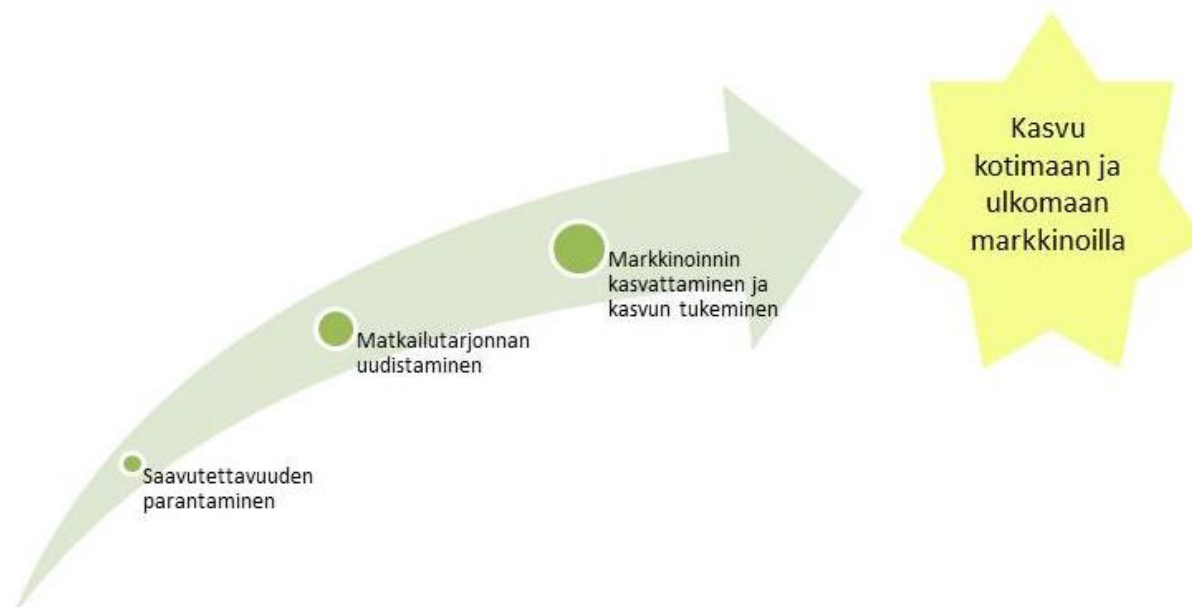 Kasvu
kotimaan ja
ulkomaan
markkinoilla
Markkinoinnin
kasvattaminen ja
kasvun tukeminen
Matkailutarjonnan
uudistaminen
Saavutettavuuden
parantaminen